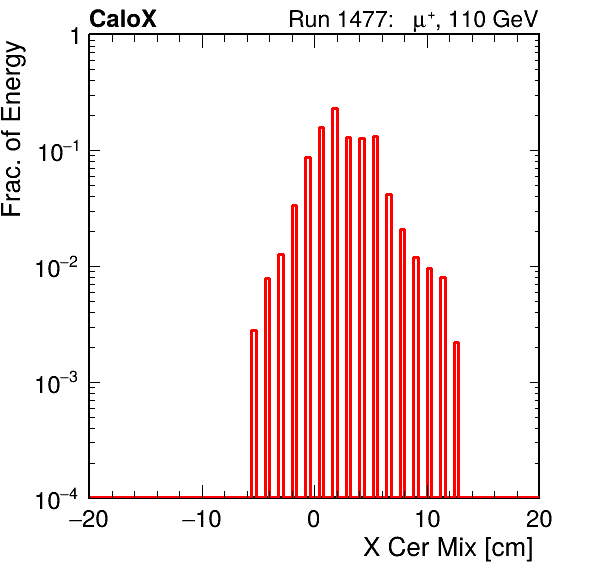 CaloX Run 1477: μ⁺, 110 GeV
Frac. of Energy
1
10⁻¹
10⁻²
10⁻³
10⁻⁴
−20 −10 0 10 20
X Cer Mix [cm]